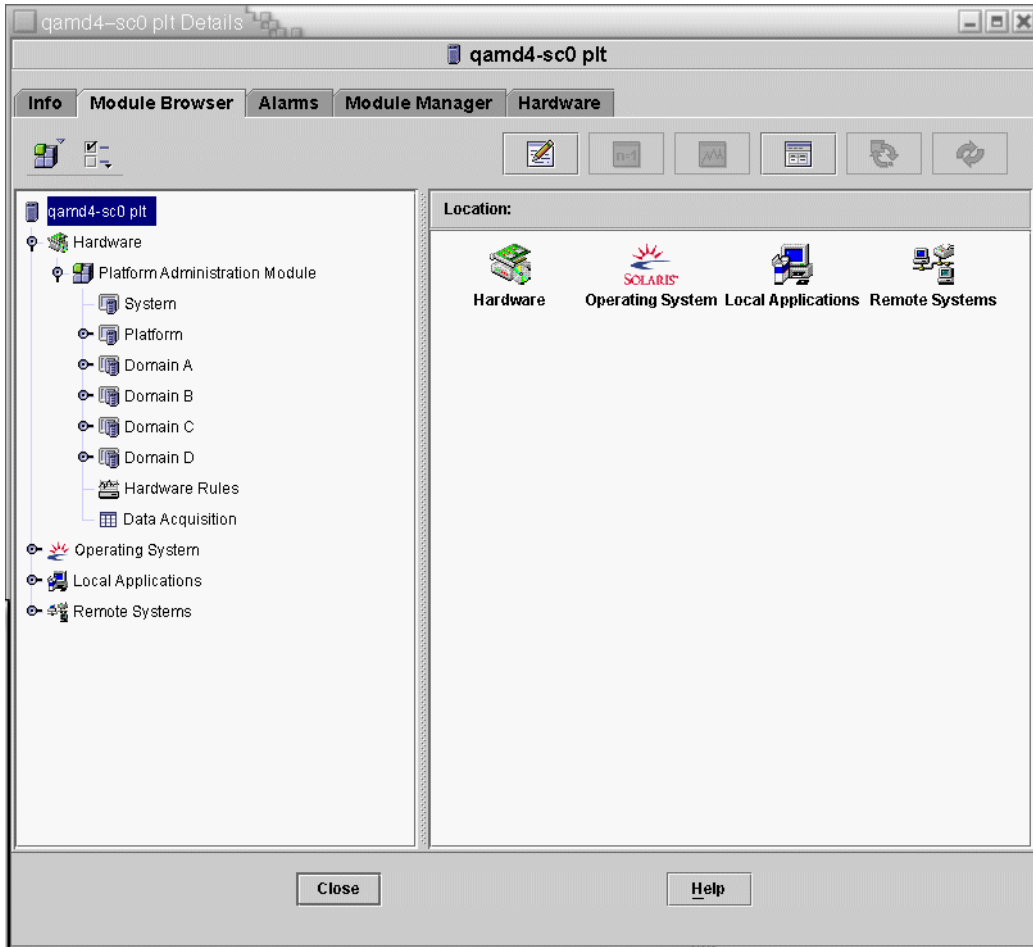 qamd4-sc0 plt Details
qamd4-sc0 plt
Info Module Browser Alarms Module Manager Hardware
n-1
qamd4-sc0 plt
Hardware
Platform Administration Module
System
Platform
Domain A
Domain B
Domain C
Domain D
Hardware Rules
Data Acquisition
Operating System
Local Applications
Remote Systems
Location:
SOLARIS
Hardware Operating System Local Applications Remote Systems
Close Help